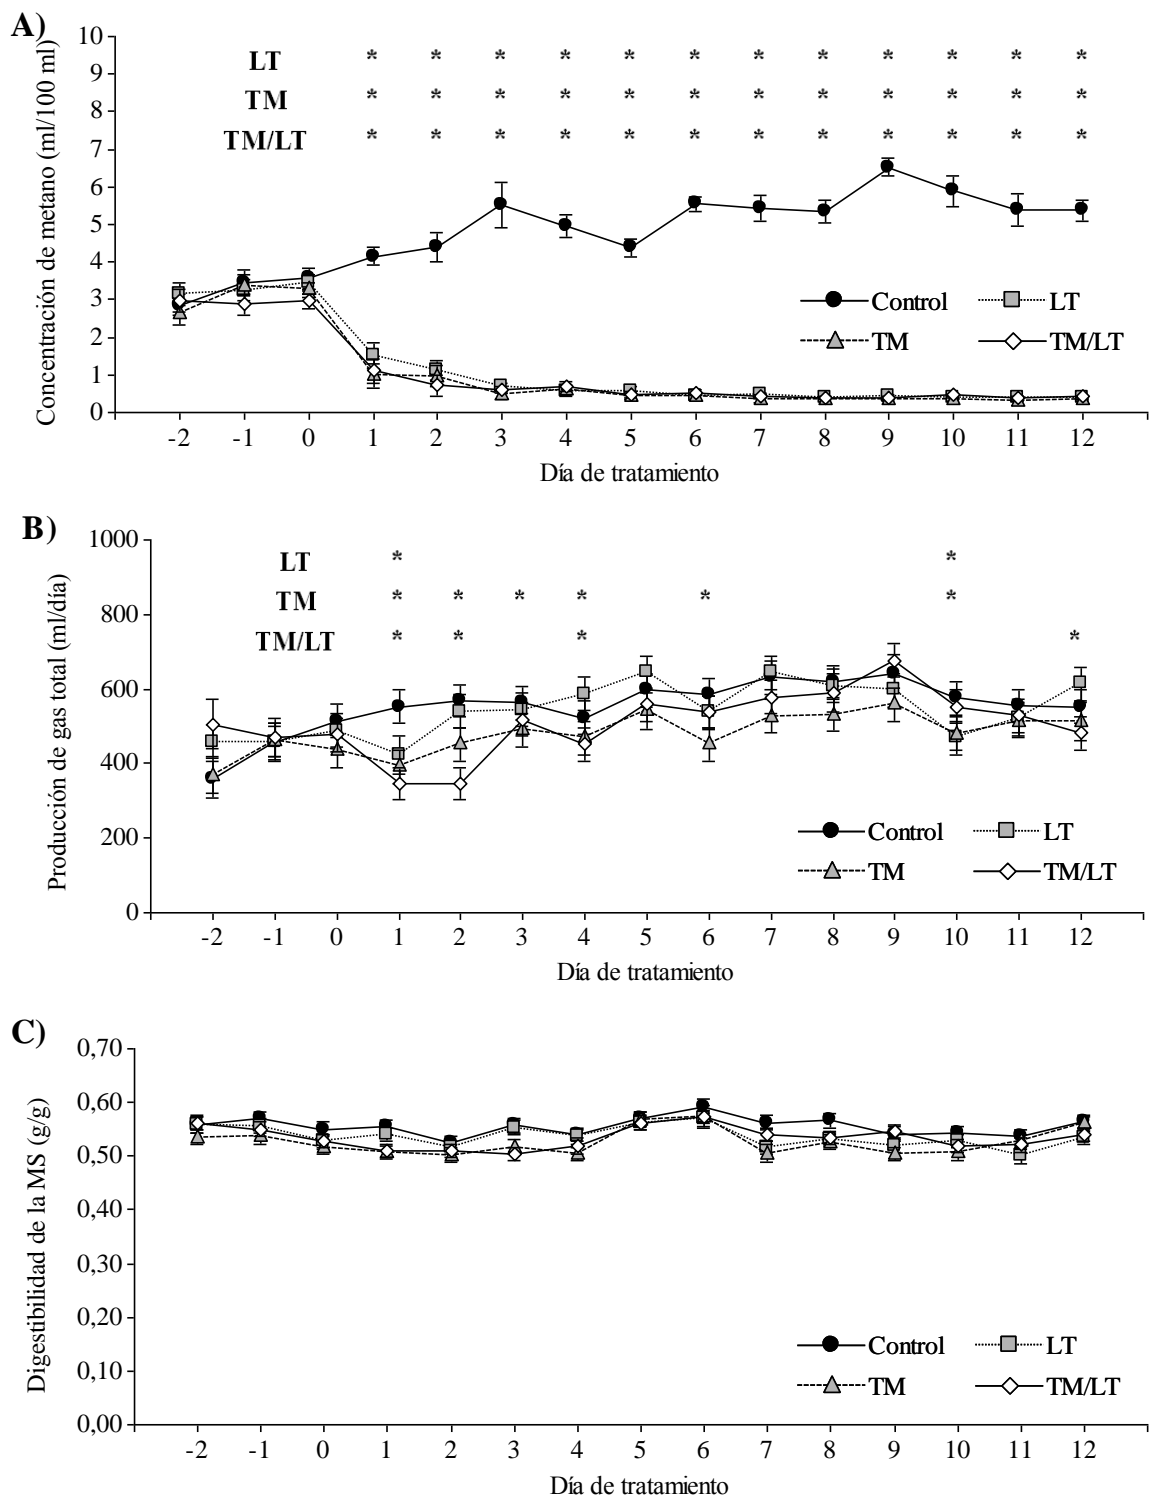 A)
Concentración de metano (ml/100 ml)
10
9
8
7
6
5
4
3
2
1
0
LT * * * * * * * * * * * *
TM * * * * * * * * * * * *
TM/LT * * * * * * * * * * * *
Control LT
TM TM/LT
-2 -1 0 1 2 3 4 5 6 7 8 9 10 11 12
Día de tratamiento
B)
Producción de gas total (ml/día)
1000
800
600
400
200
0
LT * *
TM * * * * * *
TM/LT * * * *
Control LT
TM TM/LT
-2 -1 0 1 2 3 4 5 6 7 8 9 10 11 12
Día de tratamiento
C)
Digestibilidad de la MS (g/g)
0,70
0,60
0,50
0,40
0,30
0,20
0,10
0,00
Control LT
TM TM/LT
-2 -1 0 1 2 3 4 5 6 7 8 9 10 11 12
Día de tratamiento